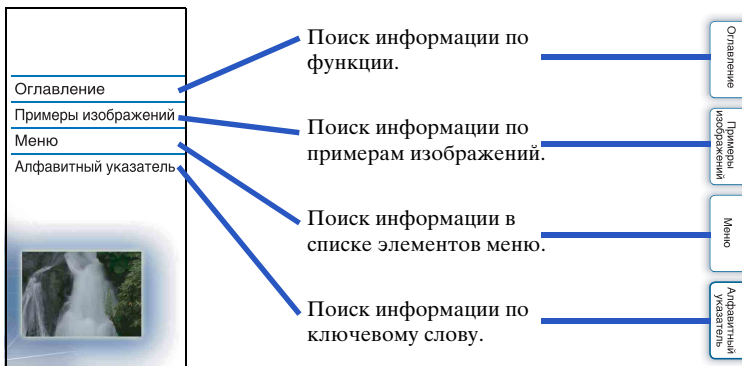 Оглавление
Примеры изображений
Меню
Алфавитный указатель
Поиск информации по
функции.
Поиск информации по
примерам изображений.
Поиск информации в
списке элементов меню.
Поиск информации по
ключевому слову.
Оглавление
Примеры
изображений
Меню
Алфавитный
указатель